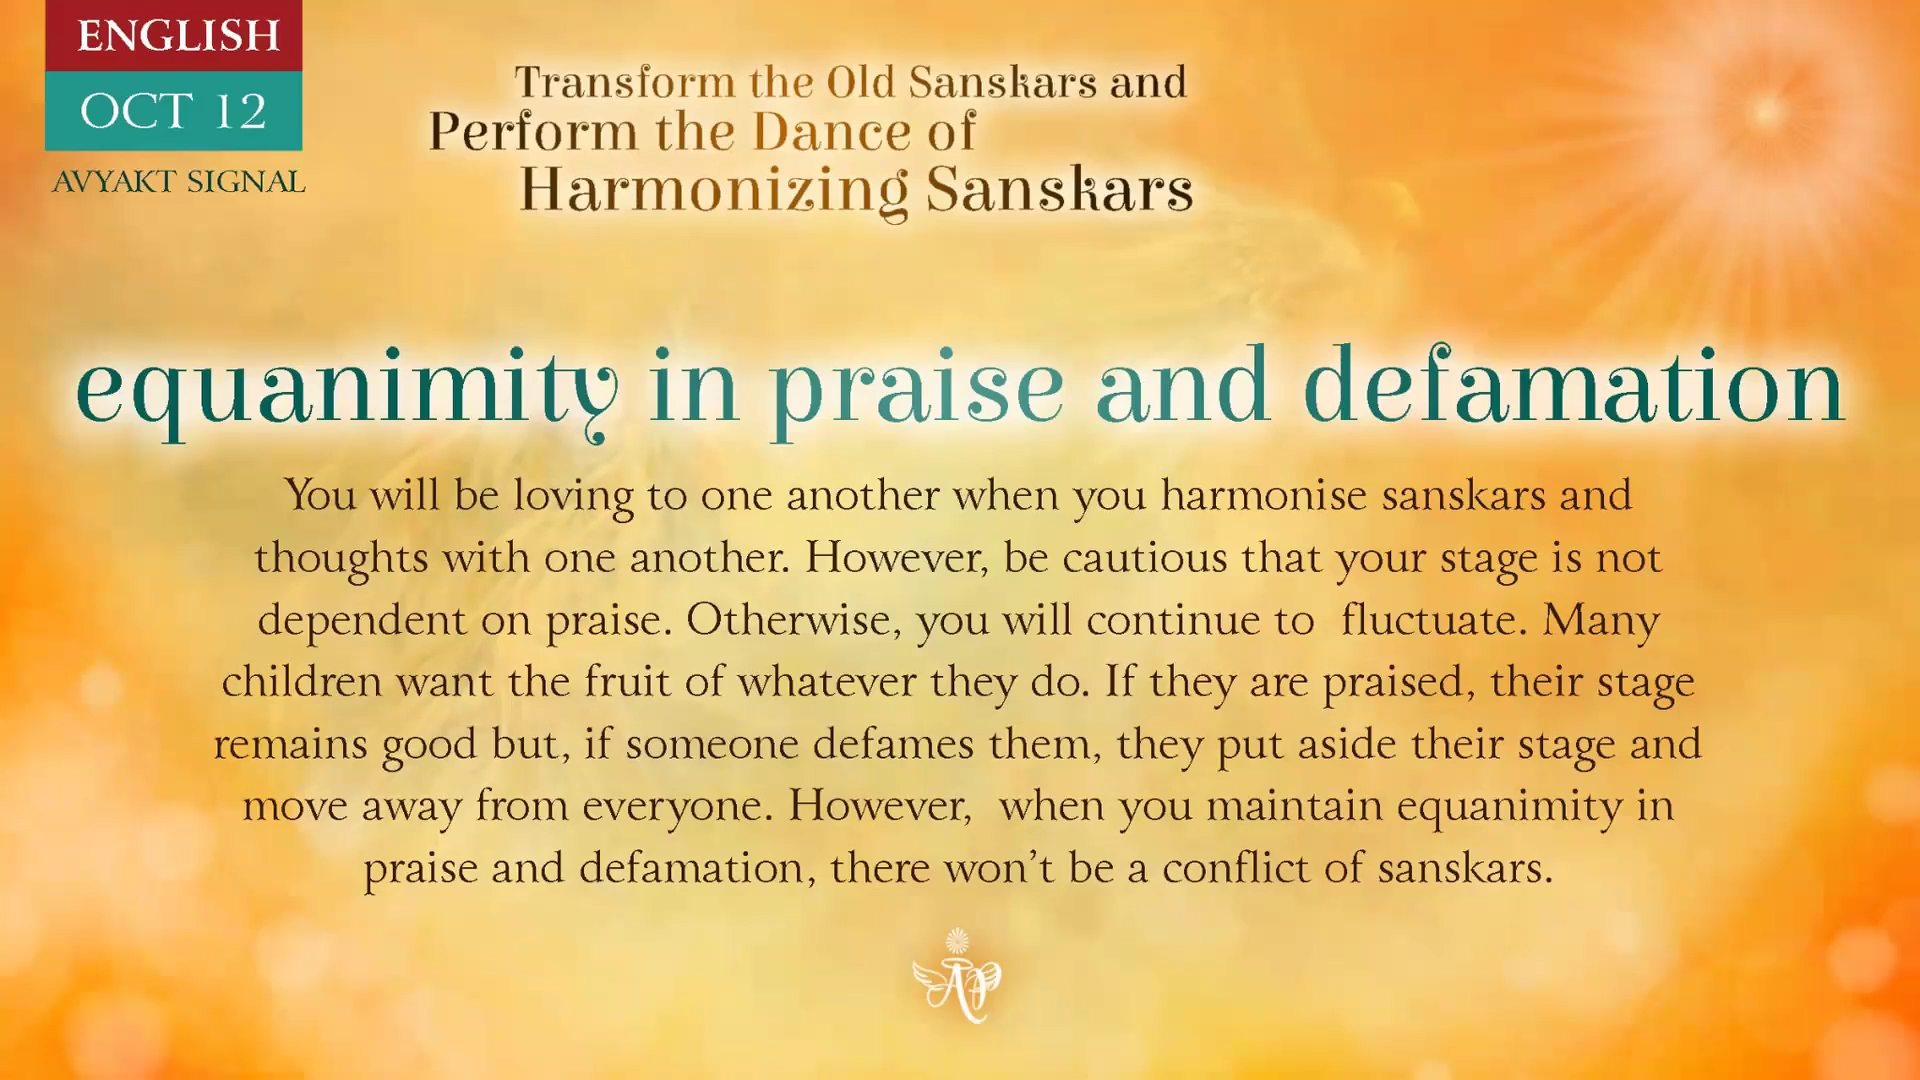 ENGLISH
OCT 12
AVYAKT SIGNAL
Transform the Old Sanskars and
Perform the Dance of
Harmonizing Sanskars
equanimity in praise and defamation
You will be loving to one another when you harmonise sanskars and
thoughts with one another. However, be cautious that your stage is not
dependent on praise. Otherwise, you will continue to fluctuate. Many
children want the fruit of whatever they do. If they are praised, their stage
remains good but, if someone defames them, they put aside their stage and
move away from everyone. However, when you maintain equanimity in
praise and defamation, there won't be a conflict of sanskars.
AP